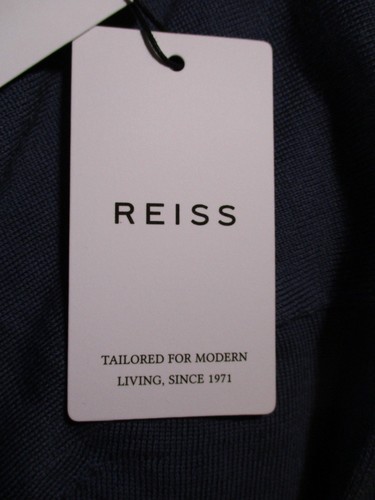 REISS
TAILORED FOR MODERN
LIVING, SINCE 1971